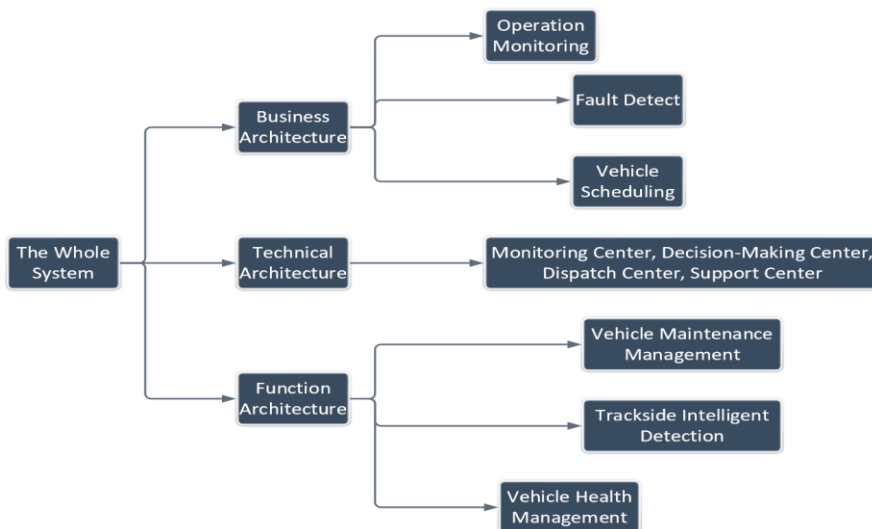 Operation
Monitoring
Business
Architecture
Fault Detect
Vehicle
Scheduling
The Whole
System
Technical
Architecture
Monitoring Center, Decision-Making Center,
Dispatch Center, Support Center
Function
Architecture
Vehicle Maintenance
Management
Trackside Intelligent
Detection
Vehicle Health
Management